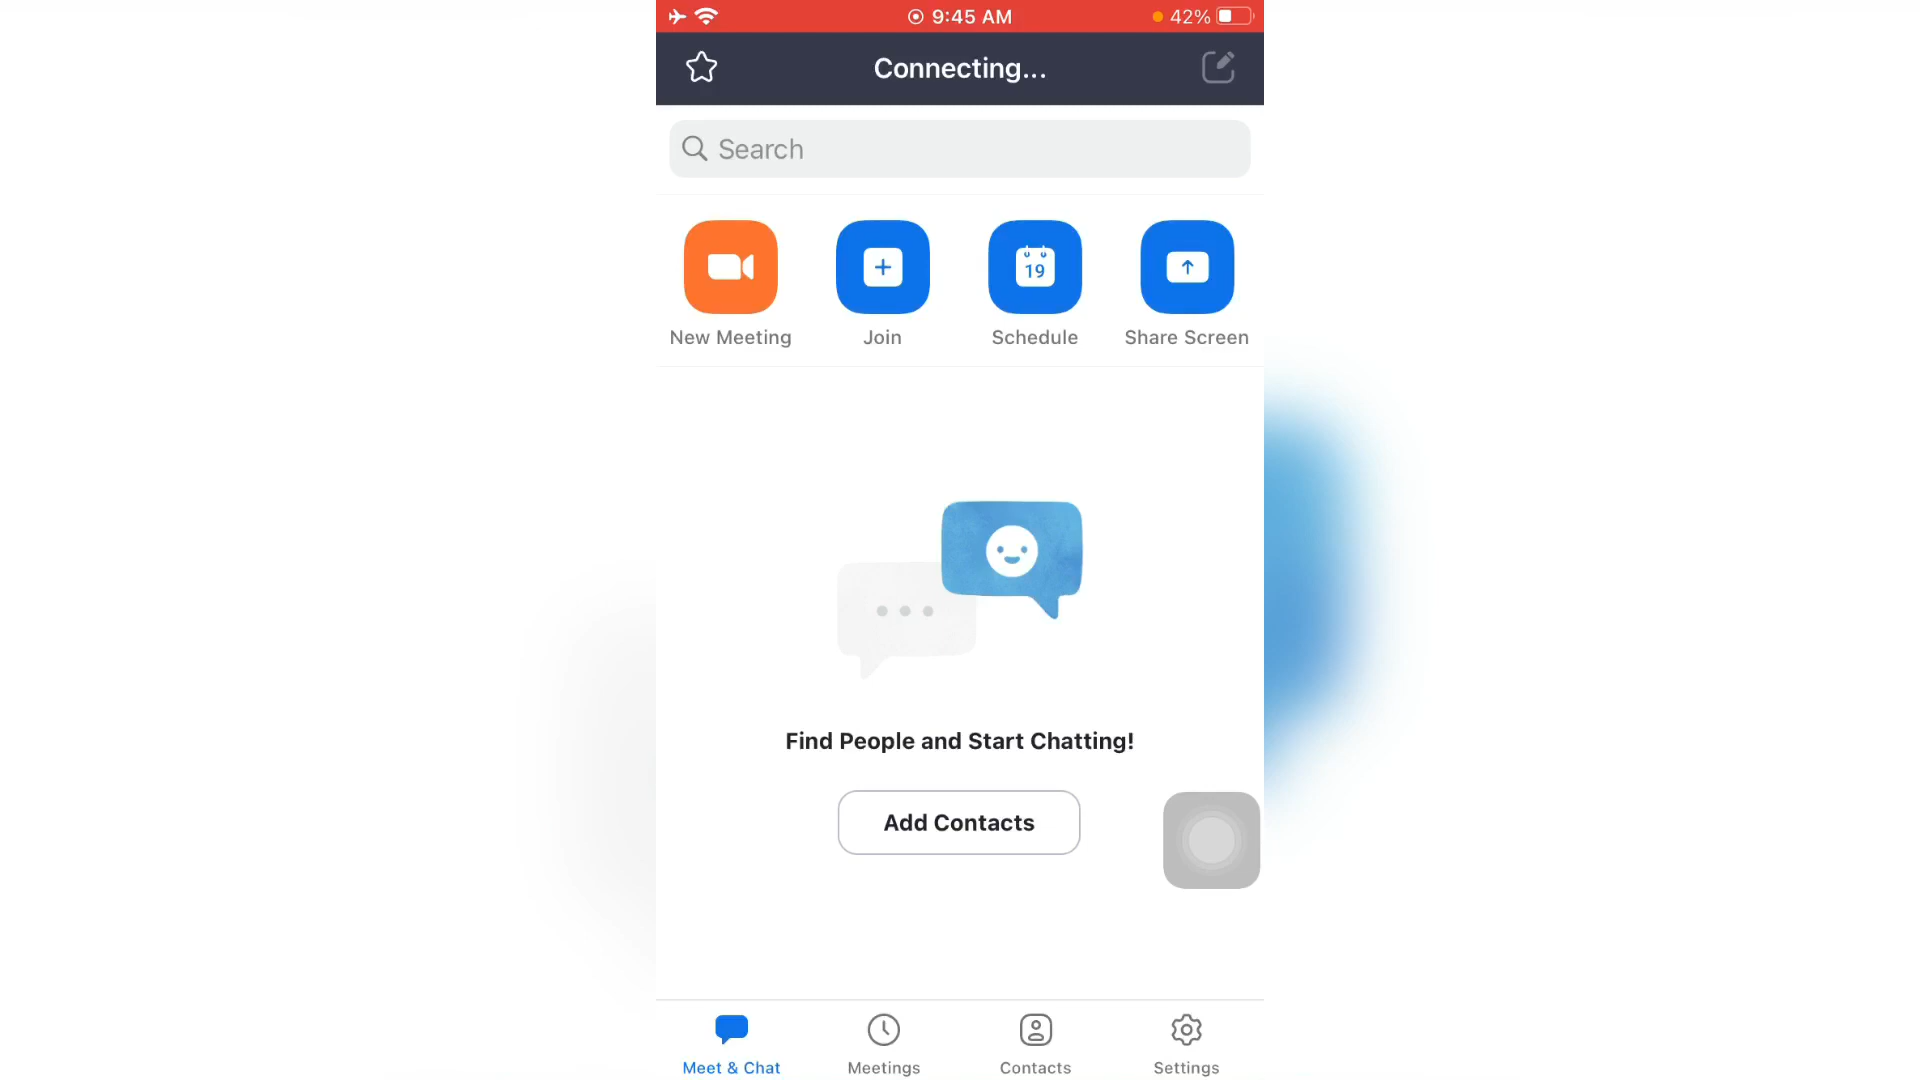 9:45 AM
42%
Connecting...
Search
19
New Meeting
Join
Schedule
Share Screen
Find People and Start Chatting!
Add Contacts
Meet & Chat
Meetings
Contacts
Settings